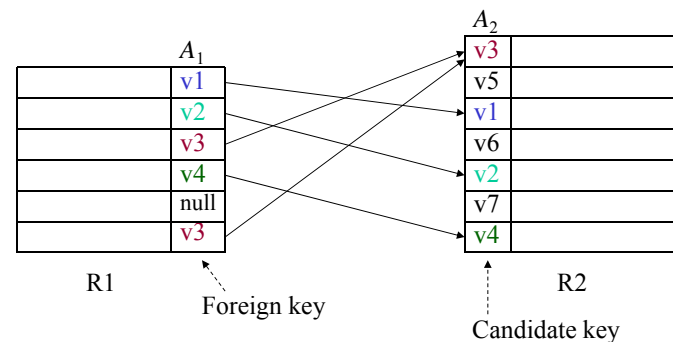 A1
v1
v2
v3
v4
null
v3
R1
Foreign key
A2
v3
v5
v1
v6
v2
v7
v4
R2
Candidate key